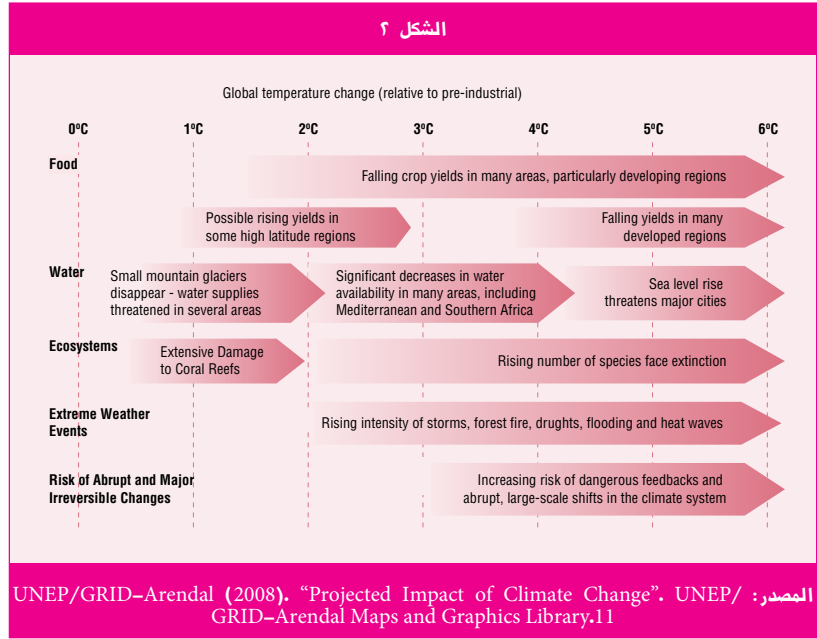 الشكل ٢
Global temperature change (relative to pre-industrial)
0ºC 1ºC 2ºC 3ºC 4ºC 5ºC 6ºC
Food
Falling crop yields in many areas, particularly developing regions
Possible rising yields in
some high latitude regions
Falling yields in many
developed regions
Water
Small mountain glaciers
disappear - water supplies
threatened in several areas
Significant decreases in water
availability in many areas, including
Mediterranean and Southern Africa
Sea level rise
threatens major cities
Ecosystems
Extensive Damage
to Coral Reefs
Rising number of species face extinction
Extreme Weather
Events
Rising intensity of storms, forest fire, drughts, flooding and heat waves
Risk of Abrupt and Major
Irreversible Changes
Increasing risk of dangerous feedbacks and
abrupt, large-scale shifts in the climate system
المصدر: UNEP/GRID–Arendal (2008). “Projected Impact of Climate Change”. UNEP/
GRID–Arendal Maps and Graphics Library.11